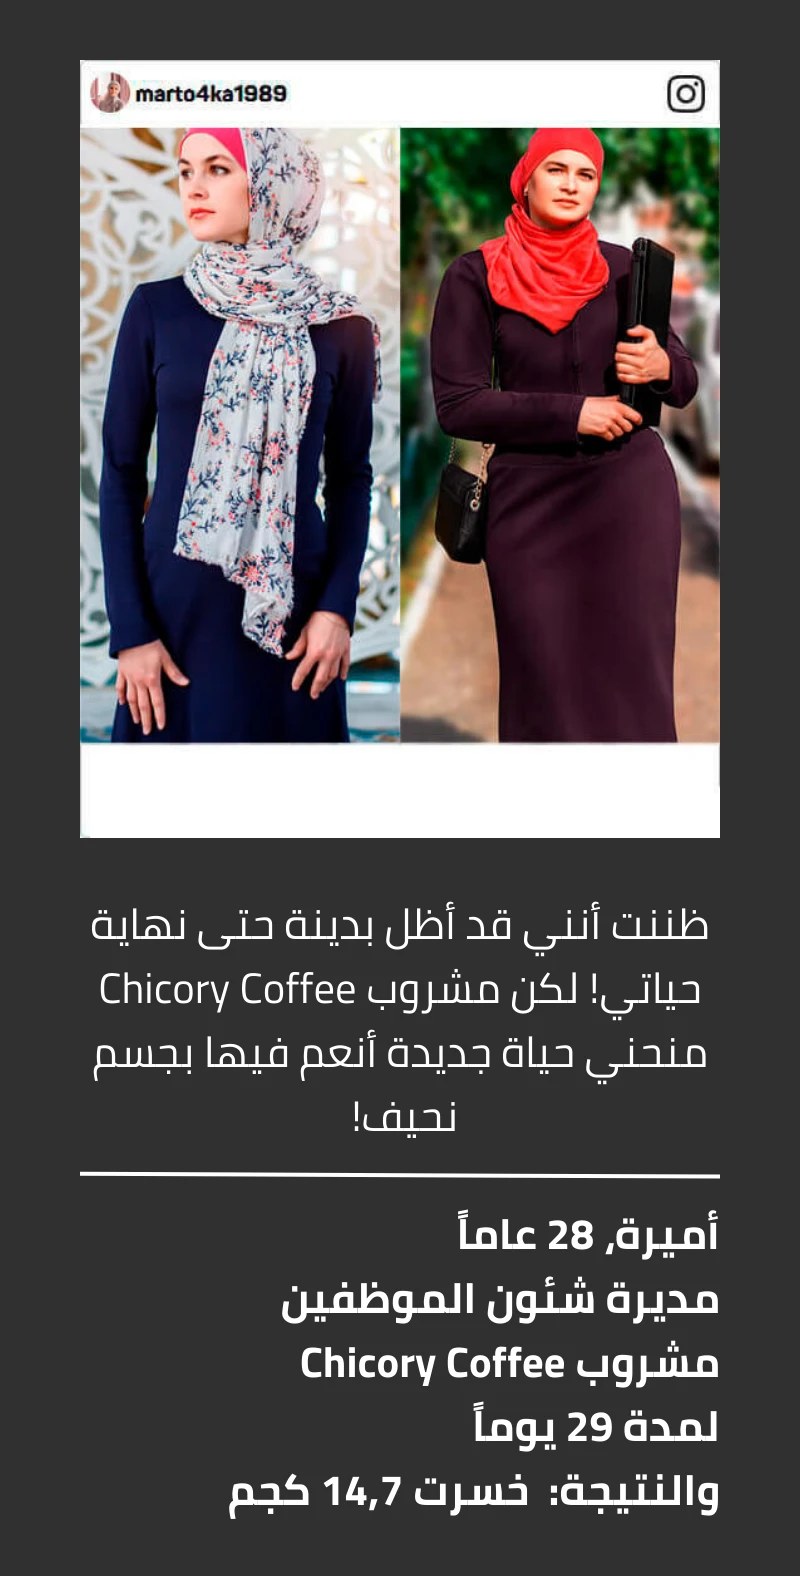 marto4ka1989
ظننت أنني قد أظل بدينة حتى نهاية
حياتي! لكن مشروب Chicory Coffee
منحني حياة جديدة أنعم فيها بجسم
نحيف!
أميرة, 28 عاماً
مديرة شئون الموظفين
مشروب Chicory Coffee
لمدة 29 يوماً
والنتيجة: خسرت 14,7 كجم